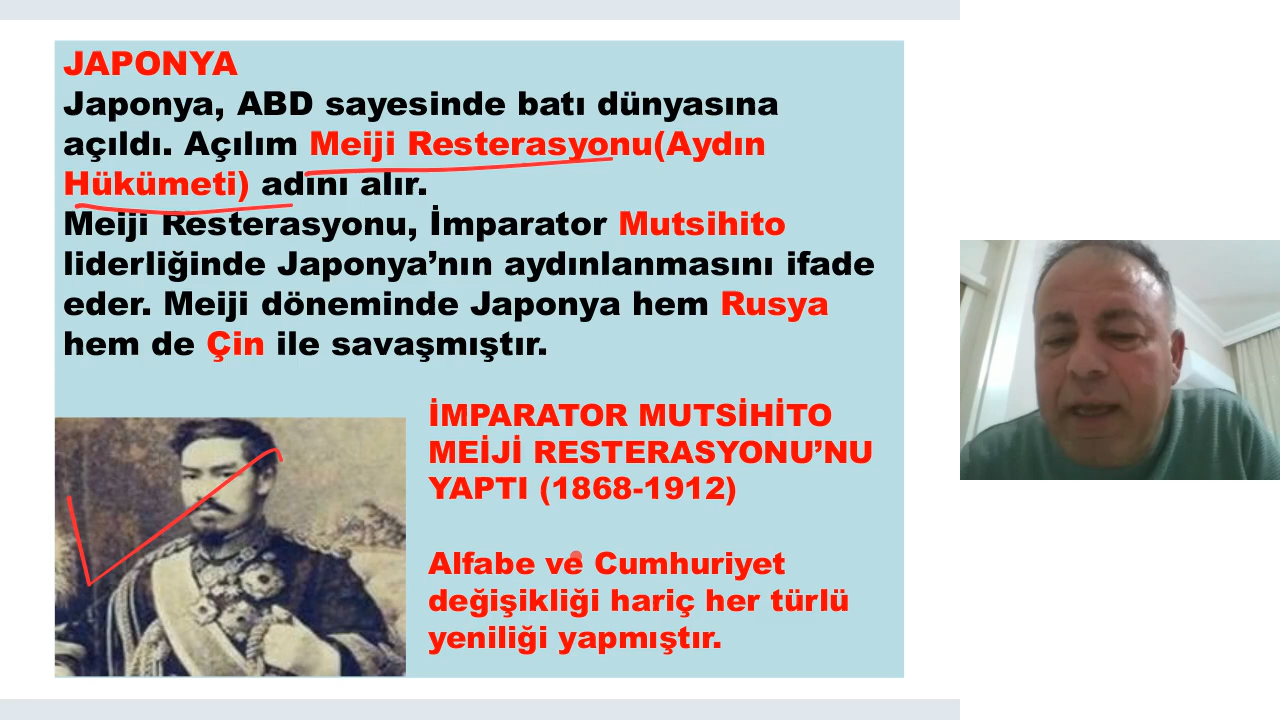 JAPONYA
Japonya, ABD sayesinde batı dünyasına
açıldı. Açılım Meiji Resterasyonu(Aydın
Hükümeti) adını alır.
Meiji Resterasyonu, İmparator Mutsihito
liderliğinde Japonya’nın aydınlanmasını ifade
eder. Meiji döneminde Japonya hem Rusya
hem de Çin ile savaşmıştır.
İMPARATOR MUTSİHİTO
MEİJİ RESTERASYONU’NU
YAPTI (1868-1912)
Alfabe ve Cumhuriyet
değişikliği hariç her türlü
yeniliği yapmıştır.